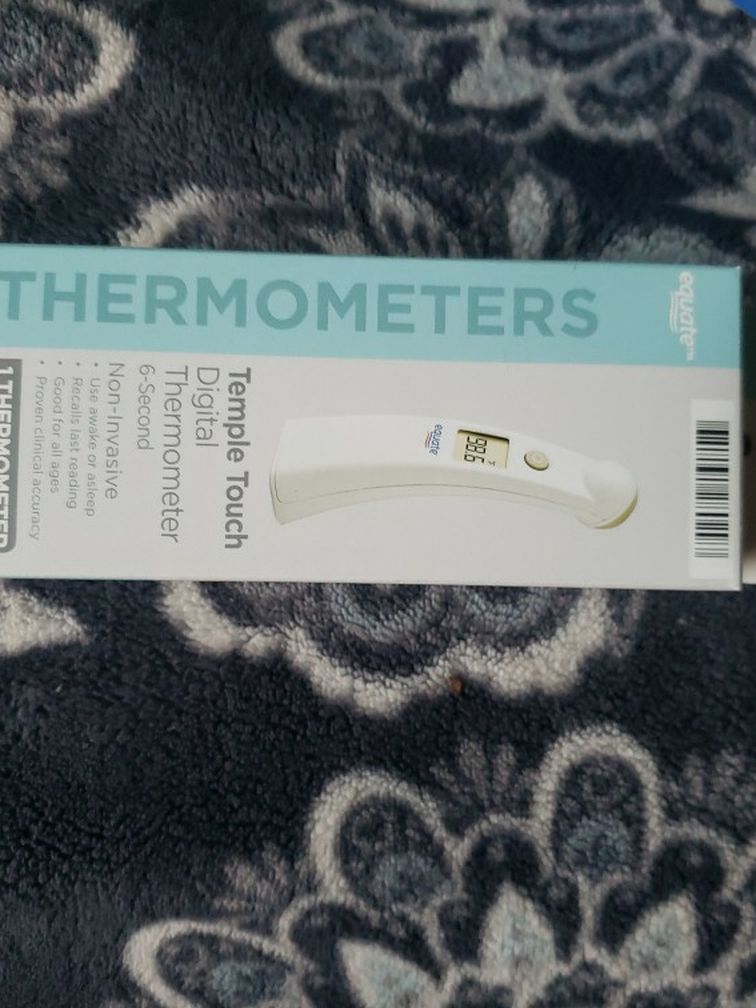 THERMOMETERS
equate™
Temple Touch
Digital
Thermometer
6-Second
Non-Invasive
• Use awake or asleep
• Recalls last reading
• Good for all ages
• Proven clinical accuracy
1 THERMOMETER
equate
98.6